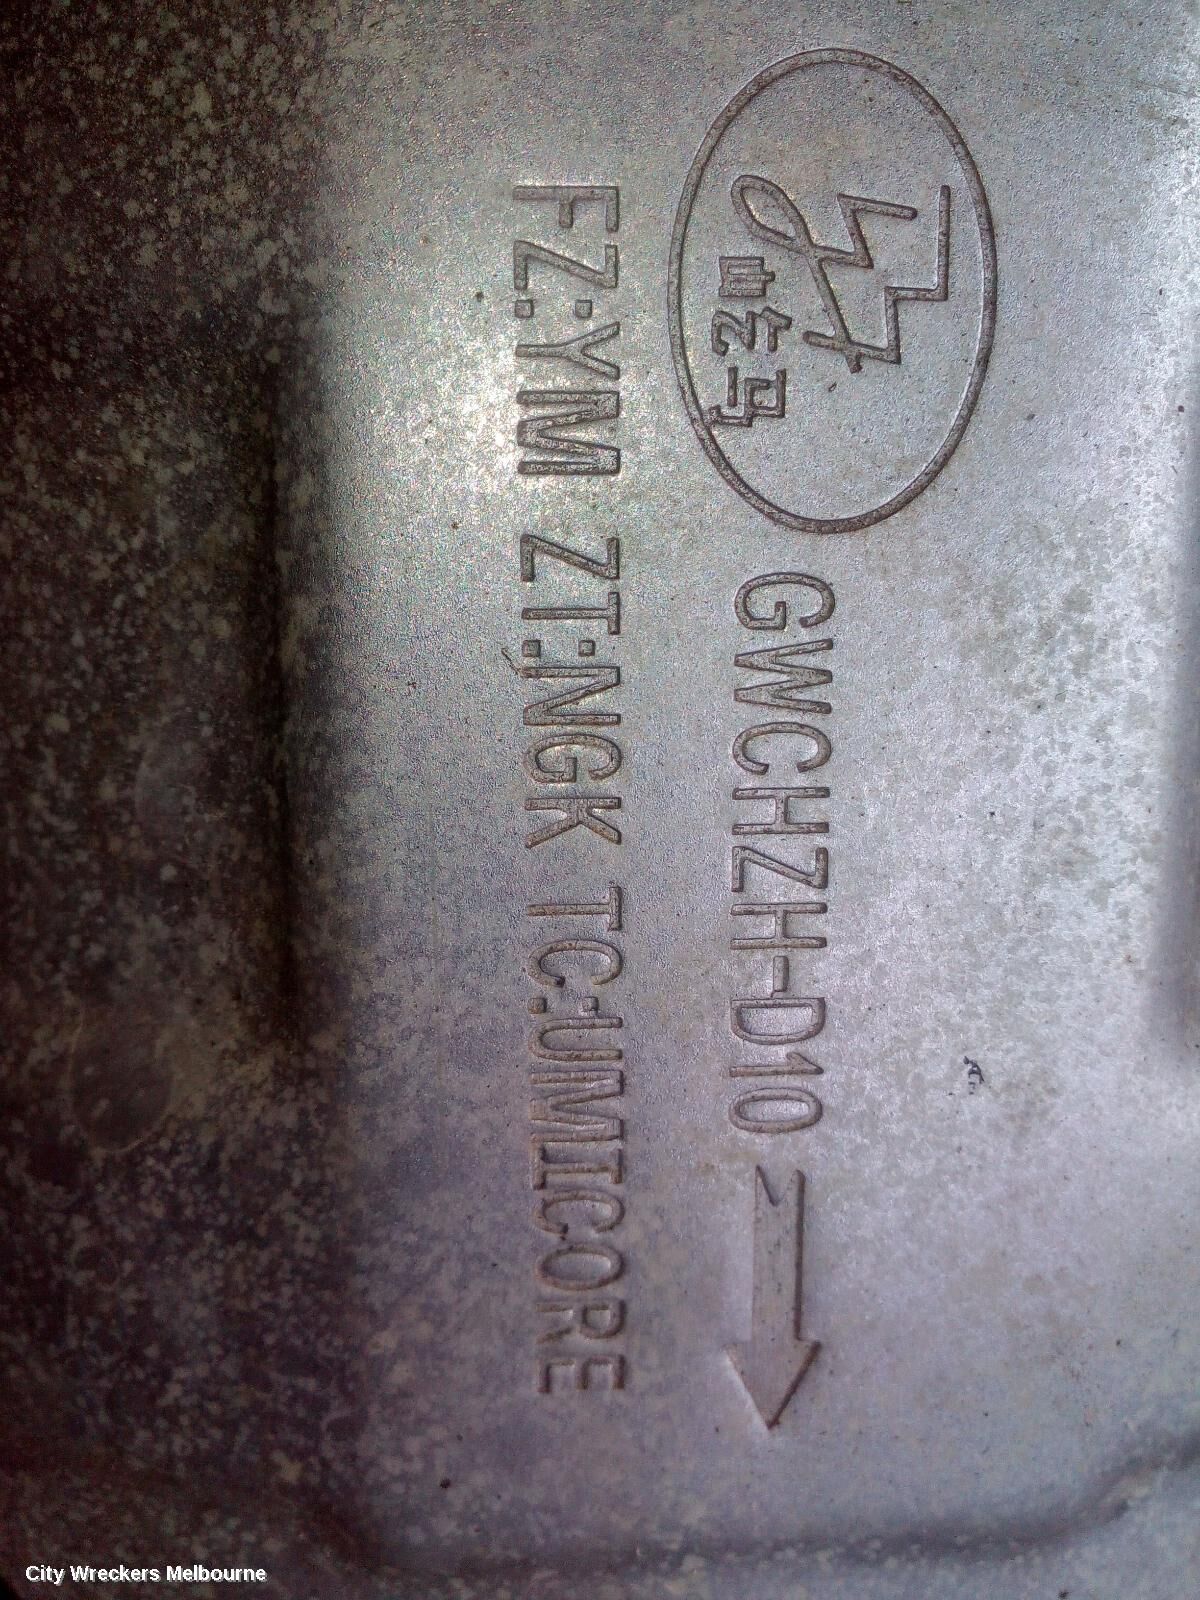 GWCHZH-D10
FZ:YM ZT:NGK TC:UMICORE
City Wreckers Melbourne